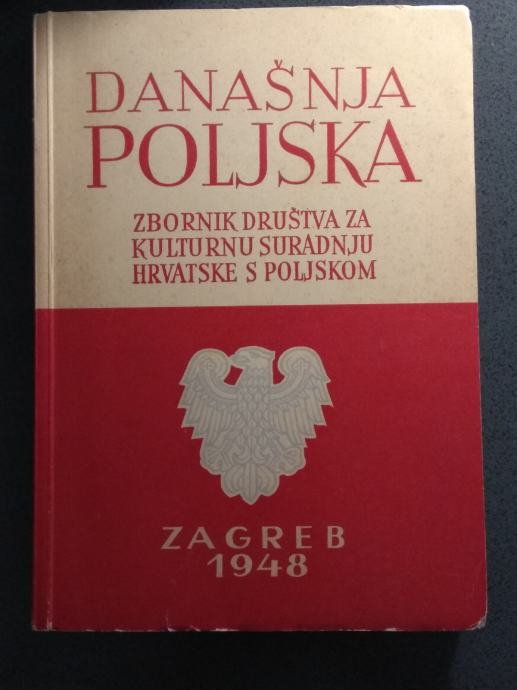 DANAŠNJA
POLJSKA
ZBORNIK DRUŠTVA ZA
KULTURNU SURADNJU
HRVATSKE S POLJSKOM
ZAGREB
1948